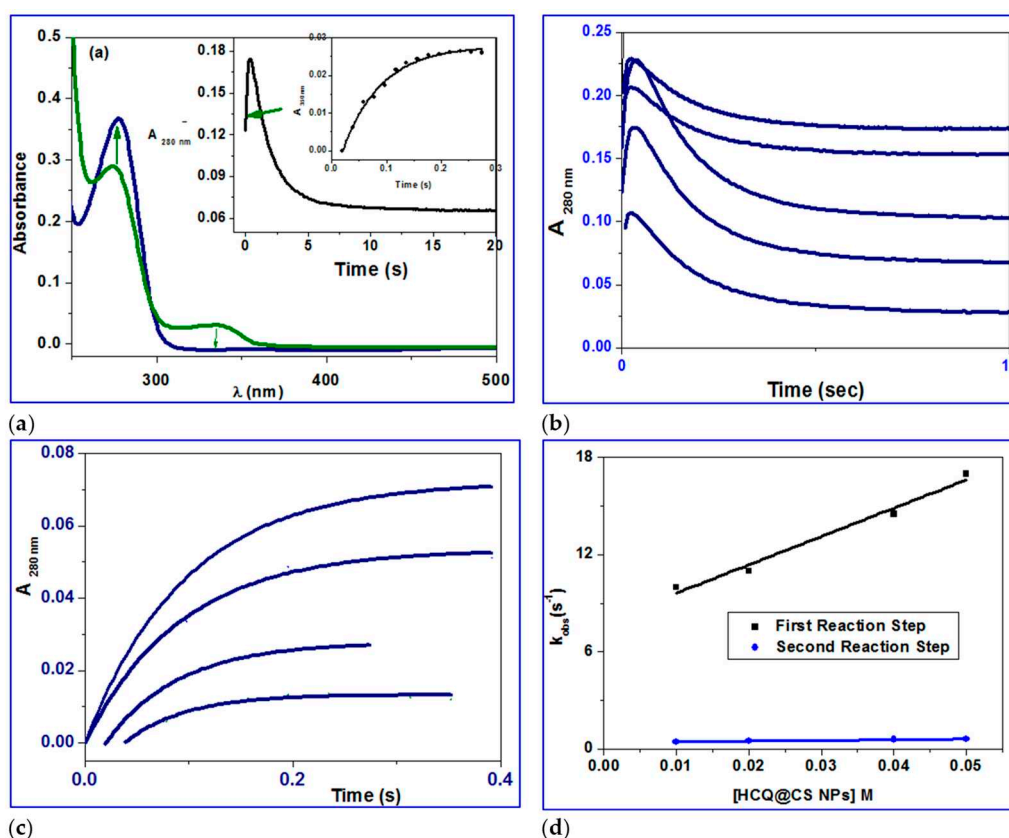 (a)
0.5
0.4
0.3
0.2
0.1
0.0
Absorbance
A 280 nm
300
400
500
λ (nm)
0.18
0.15
0.12
0.09
0.06
0
5
10
15
20
Time (s)
0.03
0.02
0.01
0.00
0.0
0.1
0.2
0.3
Time (s)
(a)
0.25
0.20
0.15
0.10
0.05
0.00
A 280 nm
0
1
Time (sec)
(b)
0.08
0.06
0.04
0.02
0.00
A 280 nm
0.0
0.2
0.4
Time (s)
(c)
18
12
6
0
kobs(s-1)
First Reaction Step
Second Reaction Step
0.00
0.01
0.02
0.03
0.04
0.05
[HCQ@CS NPs] M
(d)